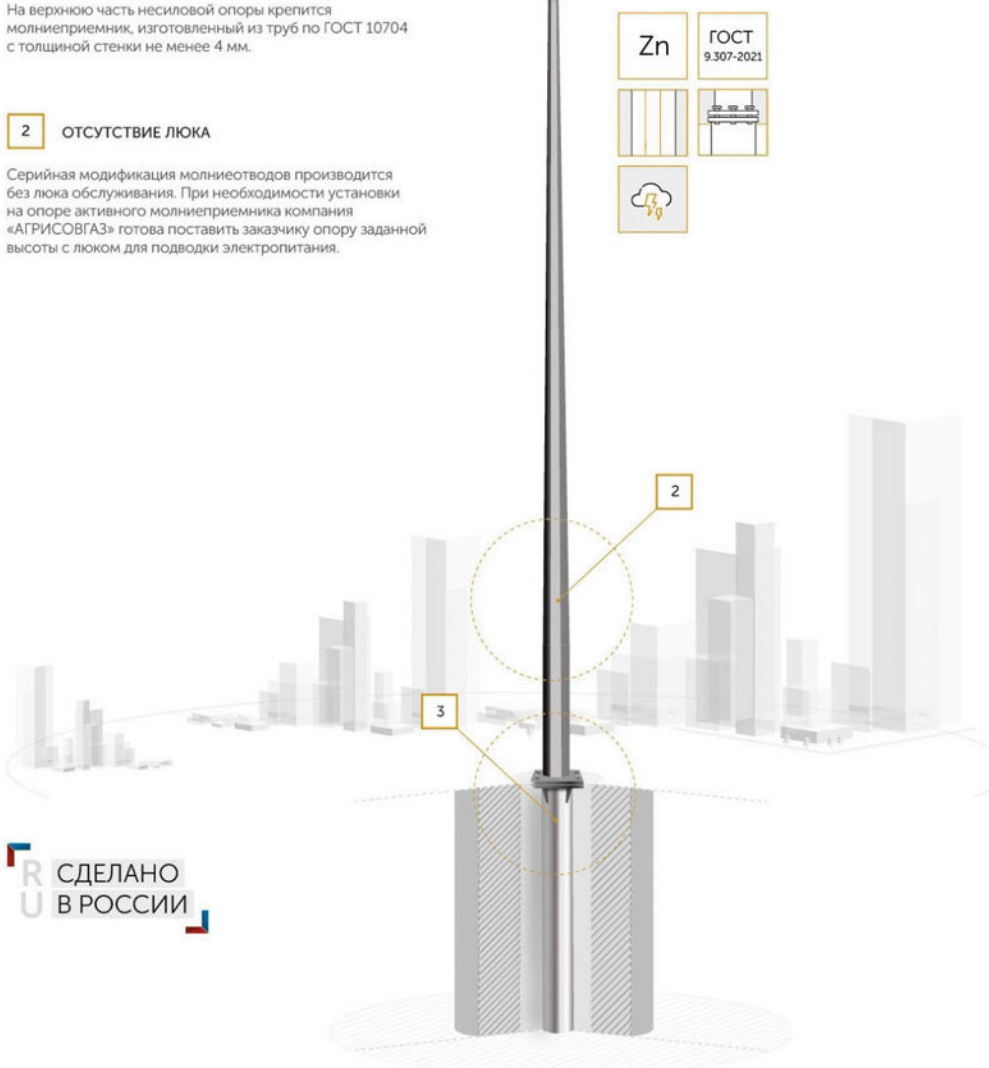 На верхнюю часть несиловой опоры крепится
молниеприемник, изготовленный из труб по ГОСТ 10704
с толщиной стенки не менее 4 мм.
Zn
ГОСТ
9.307-2021
2
ОТСУТСТВИЕ ЛЮКА
Серийная модификация молниеотводов производится
без люка обслуживания. При необходимости установки
на опоре активного молниеприемника компания
«АГРИСОВГАЗ» готова поставить заказчику опору заданной
высоты с люком для подводки электропитания.
2
3
RU
СДЕЛАНО
В РОССИИ